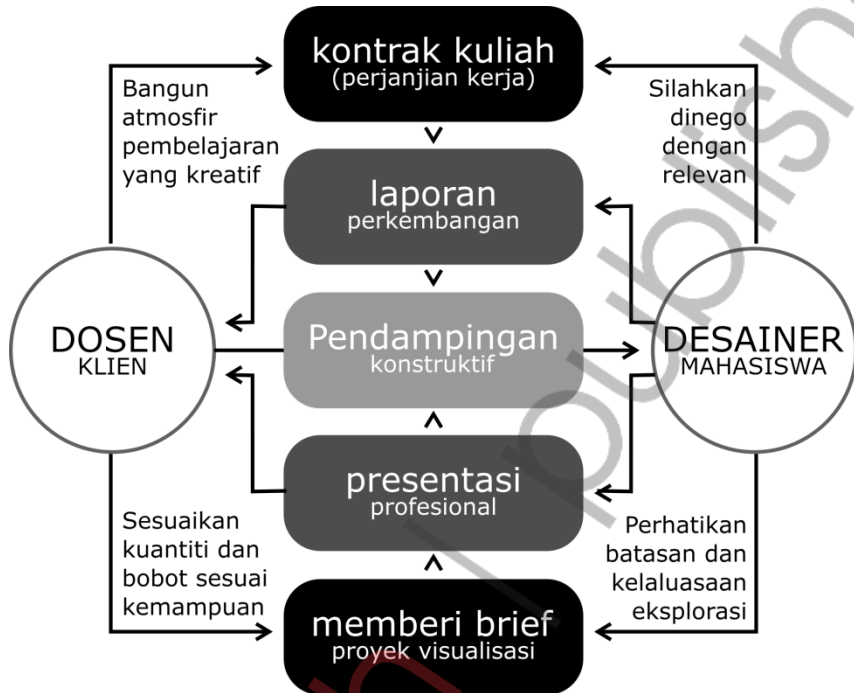 kontrak kuliah
(perjanjian kerja)
Bangun
atmosfir
pembelajaran
yang kreatif
Silahkan
dinego
dengan
relevan
laporan
perkembangan
DOSEN
KLIEN
Pendampingan
konstruktif
DESAINER
MAHASISWA
presentasi
profesional
Sesuaikan
kuantiti dan
bobot sesuai
kemampuan
Perhatikan
batasan dan
kelaluasaan
eksplorasi
memberi brief
proyek visualisasi
publish